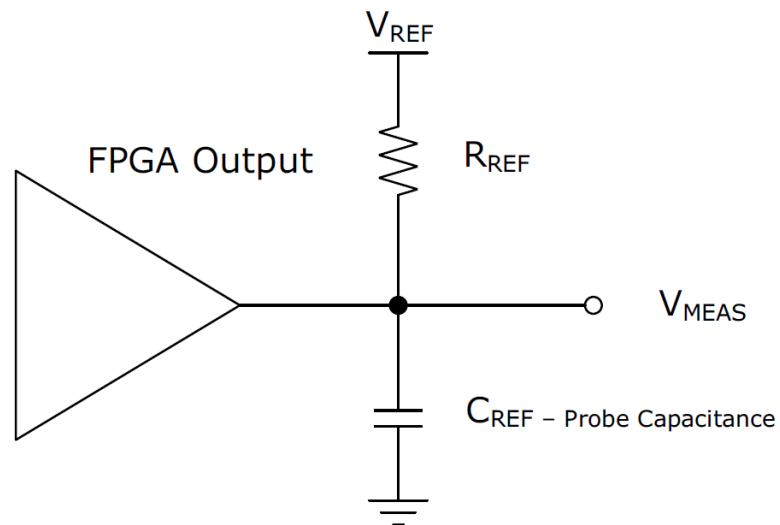 VREF
FPGA Output
RREF
VMEAS
CREF – Probe Capacitance